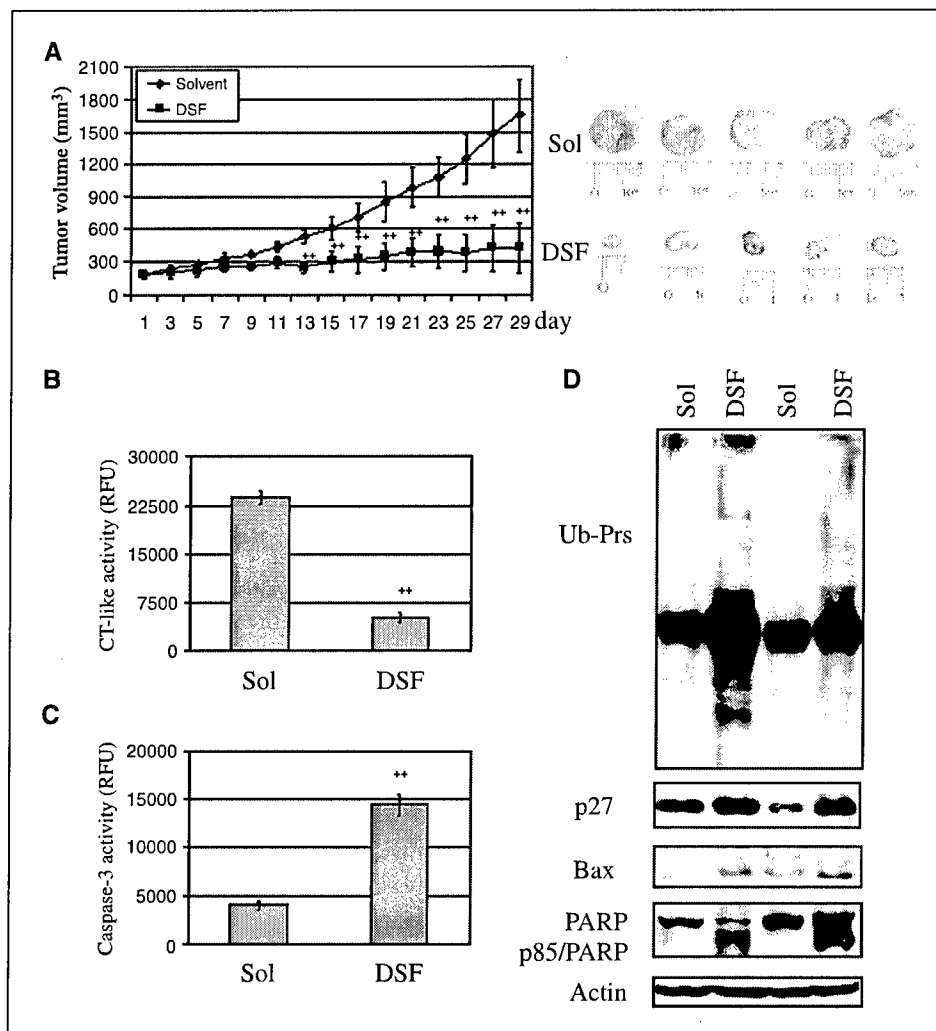 A
2100
1800
1500
1200
900
600
300
0
Tumor volume (mm³)
Solvent
DSF
++ ++ ++ ++ ++ ++ ++ ++ ++
1 3 5 7 9 11 13 15 17 19 21 23 25 27 29 day
Sol
DSF
B
30000
22500
15000
7500
0
CT-like activity (RFU)
++
Sol DSF
C
20000
15000
10000
5000
0
Caspase-3 activity (RFU)
++
Sol DSF
D
Sol DSF Sol DSF
Ub-Prs
p27
Bax
PARP
p85/PARP
Actin